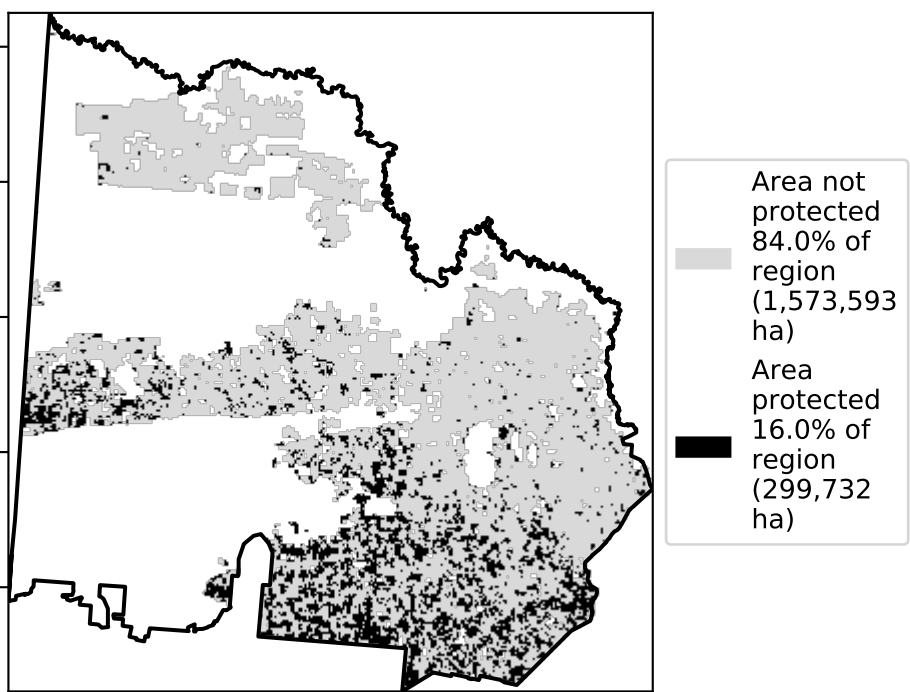 Area not
protected
84.0% of
region
(1,573,593
ha)
Area
protected
16.0% of
region
(299,732
ha)